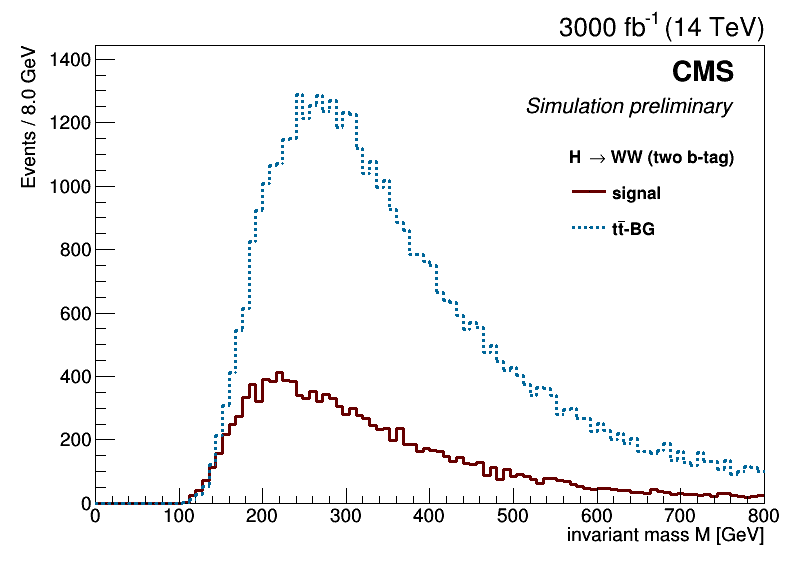 3000 fb⁻¹ (14 TeV)
Events / 8.0 GeV
CMS
Simulation preliminary
H → WW (two b-tag)
signal
tt̄-BG
1400
1200
1000
800
600
400
200
0
0 100 200 300 400 500 600 700 800
invariant mass M [GeV]